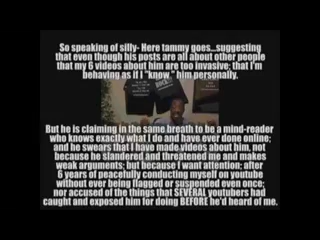 So speaking of silly- Here tammy goes...suggesting
that even though his posts are all about other people
that my 6 videos about him are too invasive; that I'm
behaving as if I "know," him personally.
But he is claiming in the same breath to be a mind-reader
who knows exactly what I do and have ever done online;
and he swears that I have made videos about him, not
because he slandered and threatened me and makes
weak arguments; but because I want attention; after
6 years of peacefully conducting myself on youtube
without ever being flagged or suspended even once;
nor accused of the things that SEVERAL youtubers had
caught and exposed him for doing BEFORE he'd heard of me.